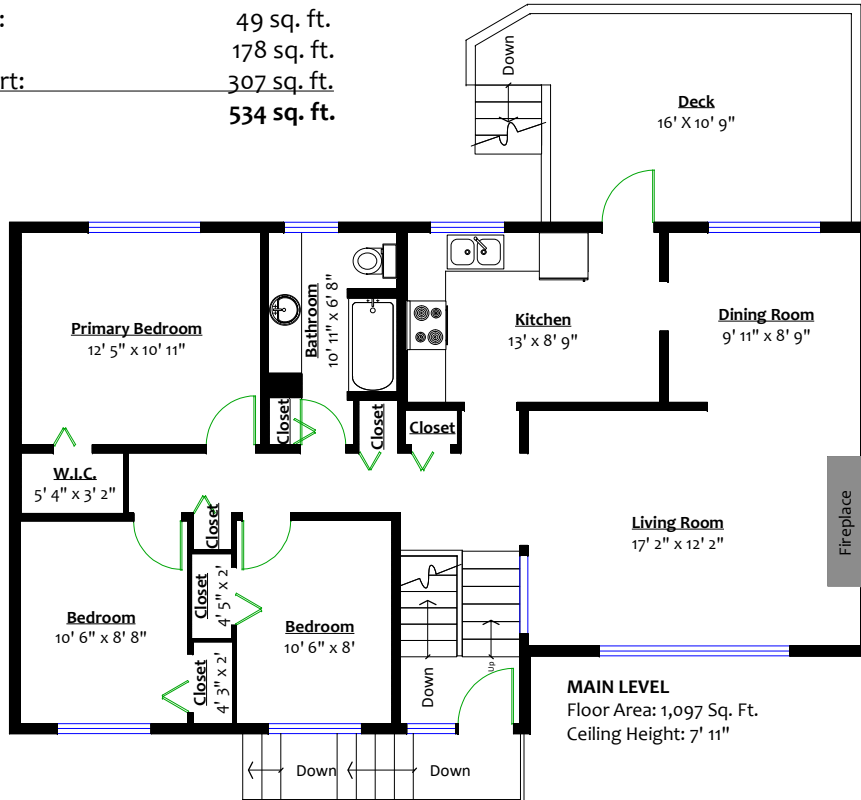 : 49 sq. ft.
178 sq. ft.
rt: 307 sq. ft.
534 sq. ft.
Down
Deck
16' X 10' 9"
Primary Bedroom
12' 5" x 10' 11"
Bathroom
10' 11" x 6' 8"
Kitchen
13' x 8' 9"
Dining Room
9' 11" x 8' 9"
Closet
Closet
Closet
W.I.C.
5' 4" x 3' 2"
Closet
Living Room
17' 2" x 12' 2"
Fireplace
Bedroom
10' 6" x 8' 8"
Closet
4' 5" x 2'
Bedroom
10' 6" x 8'
Closet
4' 3" x 2'
Down
Up
MAIN LEVEL
Floor Area: 1,097 Sq. Ft.
Ceiling Height: 7' 11"
Down
Down